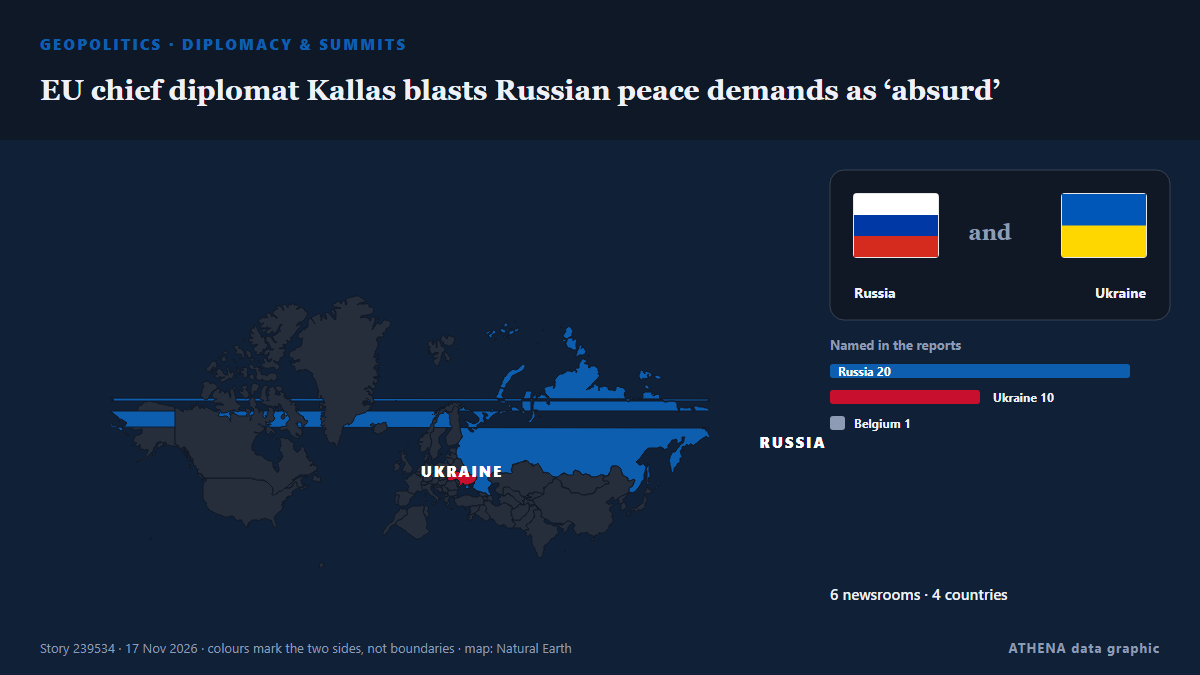 GEOPOLITICS · DIPLOMACY & SUMMITS
EU chief diplomat Kallas blasts Russian peace demands as ‘absurd’
and
Russia
Ukraine
Named in the reports
Russia 20
Ukraine 10
Belgium 1
RUSSIA
UKRAINE
6 newsrooms · 4 countries
Story 239534 · 17 Nov 2026 · colours mark the two sides, not boundaries · map: Natural Earth
ATHENA data graphic